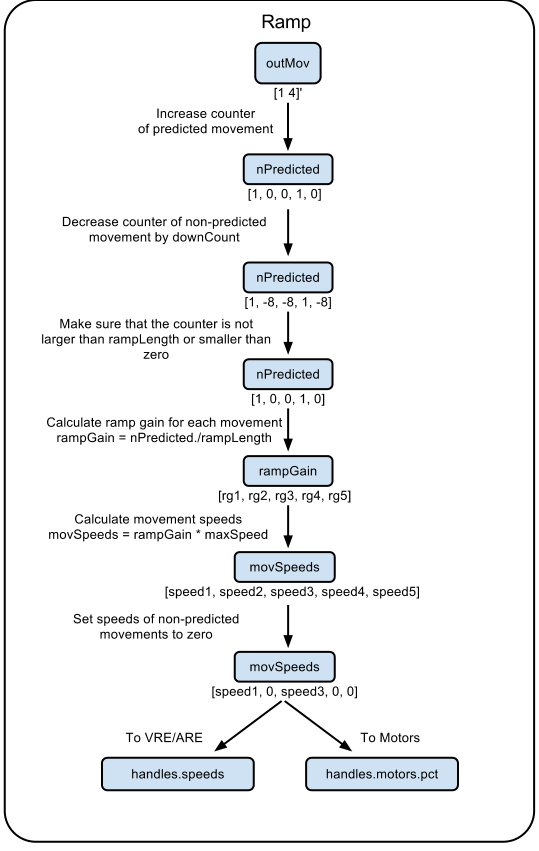 Ramp
outMov
[1 4]'
Increase counter
of predicted movement
nPredicted
[1, 0, 0, 1, 0]
Decrease counter of non-predicted
movement by downCount
nPredicted
[1, -8, -8, 1, -8]
Make sure that the counter is not
larger than rampLength or smaller than
zero
nPredicted
[1, 0, 0, 1, 0]
Calculate ramp gain for each movement
rampGain = nPredicted./rampLength
rampGain
[rg1, rg2, rg3, rg4, rg5]
Calculate movement speeds
movSpeeds = rampGain * maxSpeed
movSpeeds
[speed1, speed2, speed3, speed4, speed5]
Set speeds of non-predicted
movements to zero
movSpeeds
[speed1, 0, speed3, 0, 0]
To VRE/ARE
To Motors
handles.speeds
handles.motors.pct